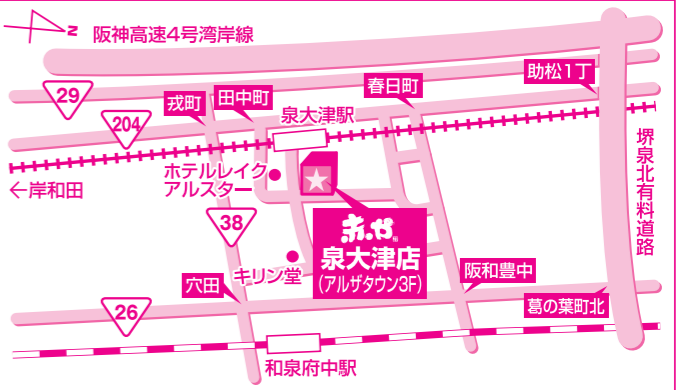 N
阪神高速4号湾岸線
助松1丁
春日町
29
戎町
田中町
204
泉大津駅
堺泉北有料道路
ホテルレイク
アルスター
←岸和田
38
赤ちゃん
泉大津店
(アルザタウン3F)
キリン堂
阪和豊中
穴田
葛の葉町北
26
和泉府中駅